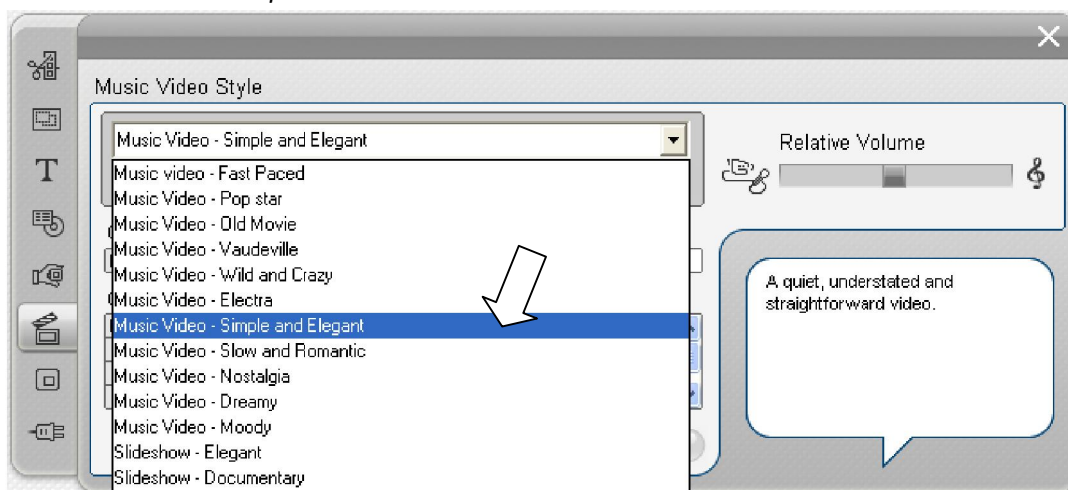 Music Video Style
Music Video - Simple and Elegant
Relative Volume
Music video - Fast Paced
Music Video - Pop star
Music Video - Old Movie
Music Video - Vaudeville
Music Video - Wild and Crazy
Music Video - Electra
Music Video - Simple and Elegant
Music Video - Slow and Romantic
Music Video - Nostalgia
Music Video - Dreamy
Music Video - Moody
Slideshow - Elegant
Slideshow - Documentary
A quiet, understated and
straightforward video.
T